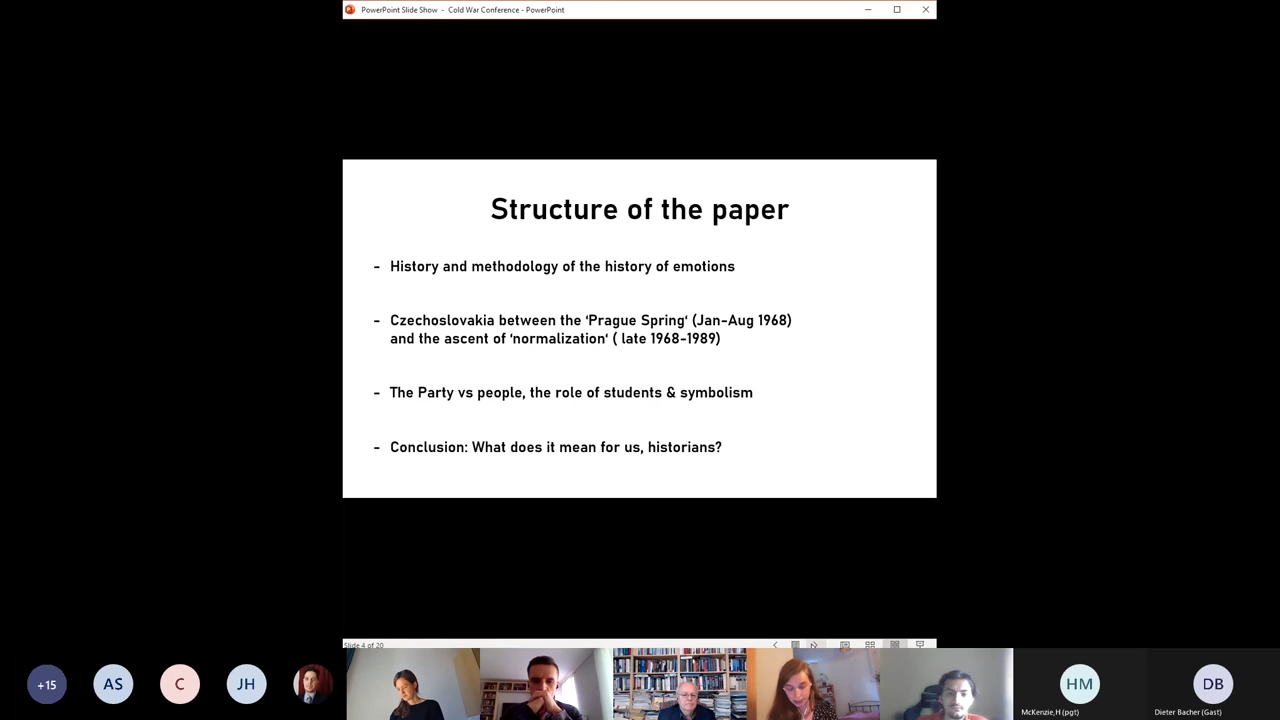 PowerPoint Slide Show - Cold War Conference - PowerPoint
Structure of the paper
- History and methodology of the history of emotions
- Czechoslovakia between the ‘Prague Spring‘ (Jan-Aug 1968)
and the ascent of ‘normalization‘ ( late 1968-1989)
- The Party vs people, the role of students & symbolism
- Conclusion: What does it mean for us, historians?
Slide 4 of 20
+15
AS
C
JH
HM
DB
McKenzie,H (pgt)
Dieter Bacher (Gast)